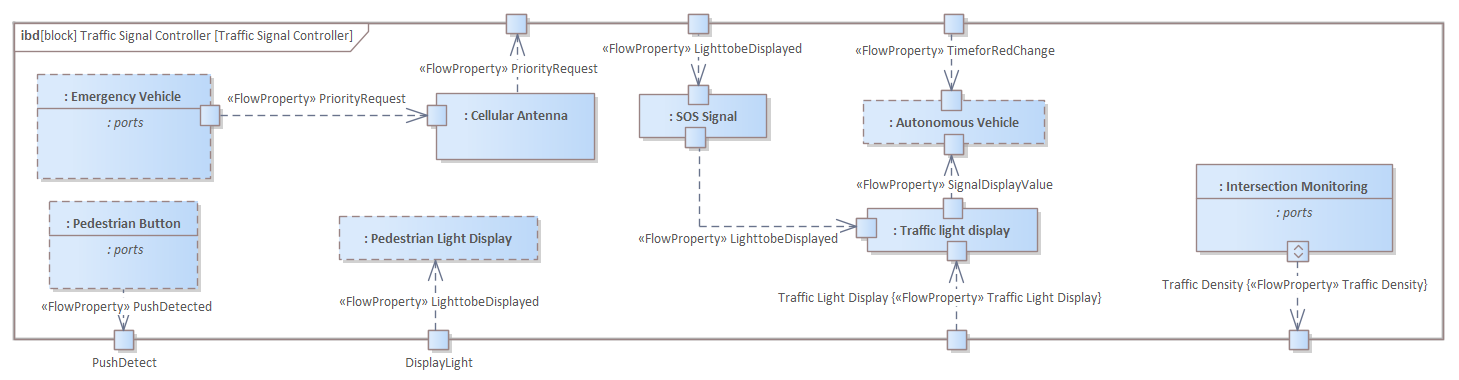 ibd[block] Traffic Signal Controller [Traffic Signal Controller]
«FlowProperty» LighttobeDisplayed
«FlowProperty» TimeforRedChange
«FlowProperty» PriorityRequest
: Emergency Vehicle
: ports
«FlowProperty» PriorityRequest
: Cellular Antenna
: SOS Signal
: Autonomous Vehicle
«FlowProperty» SignalDisplayValue
: Intersection Monitoring
: ports
: Pedestrian Button
: ports
: Pedestrian Light Display
«FlowProperty» LighttobeDisplayed
: Traffic light display
«FlowProperty» PushDetected
«FlowProperty» LighttobeDisplayed
Traffic Light Display {«FlowProperty» Traffic Light Display}
Traffic Density {«FlowProperty» Traffic Density}
PushDetect
DisplayLight